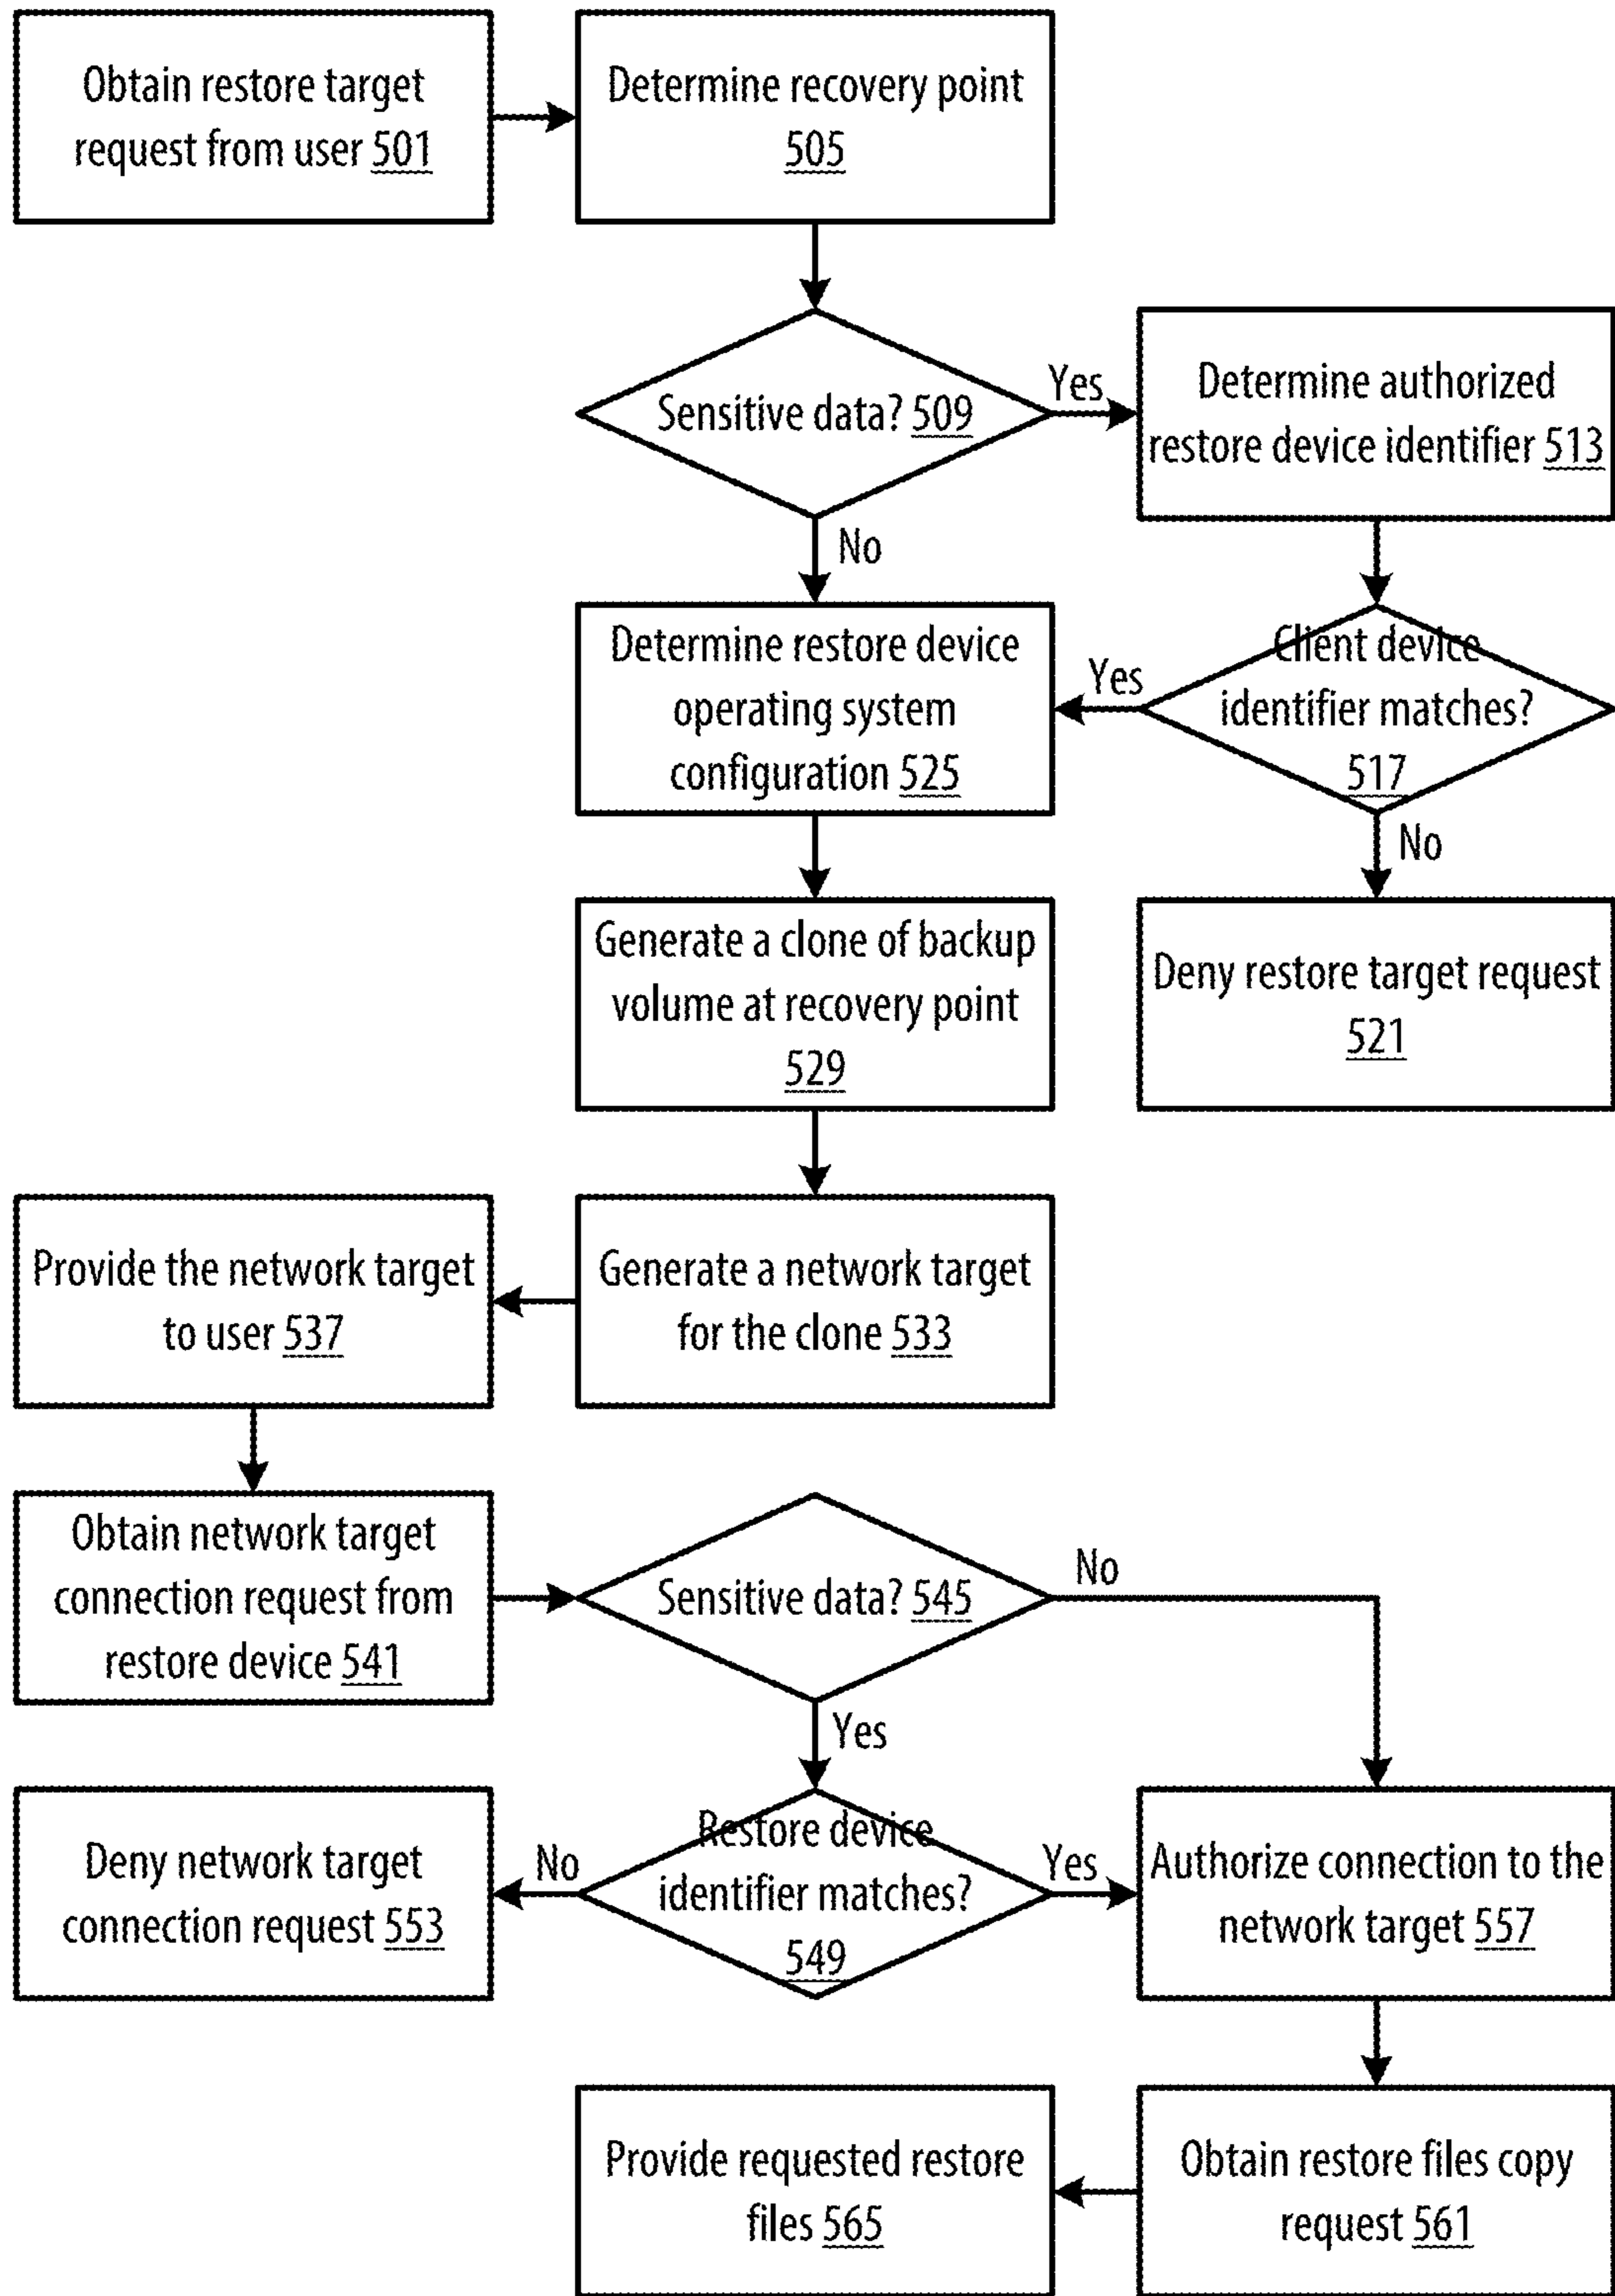 Obtain restore target
request from user 501
Determine recovery point
505
Sensitive data? 509
Yes
Determine authorized
restore device identifier 513
No
Determine restore device
operating system
configuration 525
Yes
Client device
identifier matches?
517
No
Generate a clone of backup
volume at recovery point
529
Deny restore target request
521
Provide the network target
to user 537
Generate a network target
for the clone 533
Obtain network target
connection request from
restore device 541
Sensitive data? 545
No
Yes
Deny network target
connection request 553
No
Restore device
identifier matches?
549
Yes
Authorize connection to the
network target 557
Provide requested restore
files 565
Obtain restore files copy
request 561